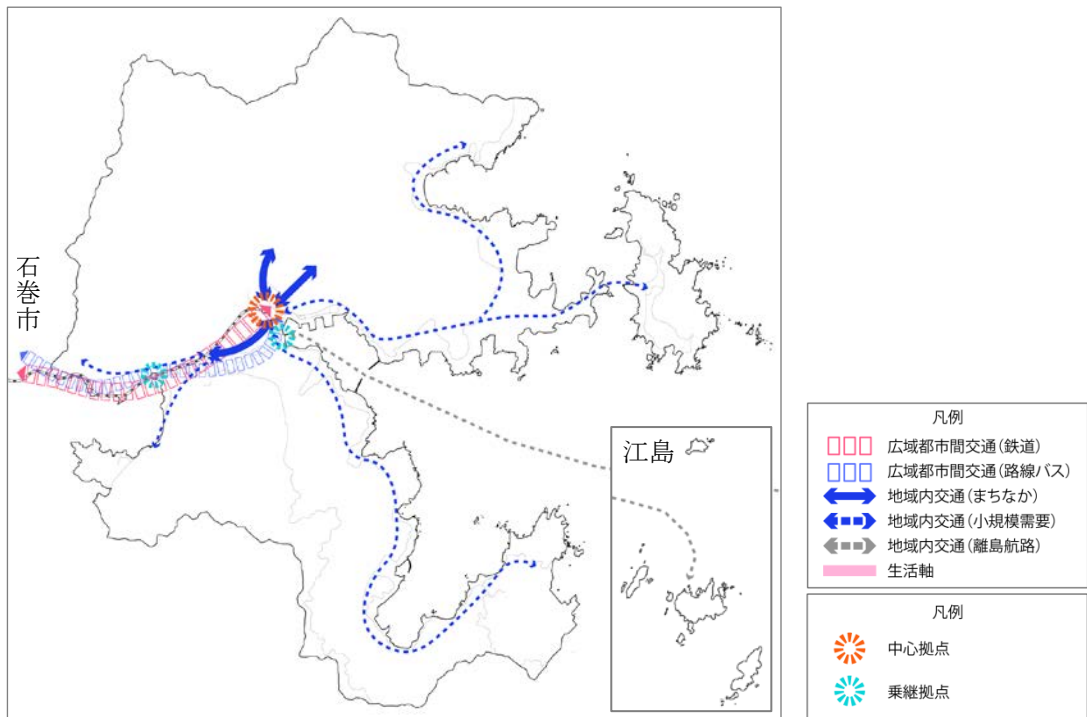 石巻市
江島
凡例
広域都市間交通（鉄道）
広域都市間交通（路線バス）
地域内交通（まちなか）
地域内交通（小規模需要）
地域内交通（離島航路）
生活軸
凡例
中心拠点
乗継拠点